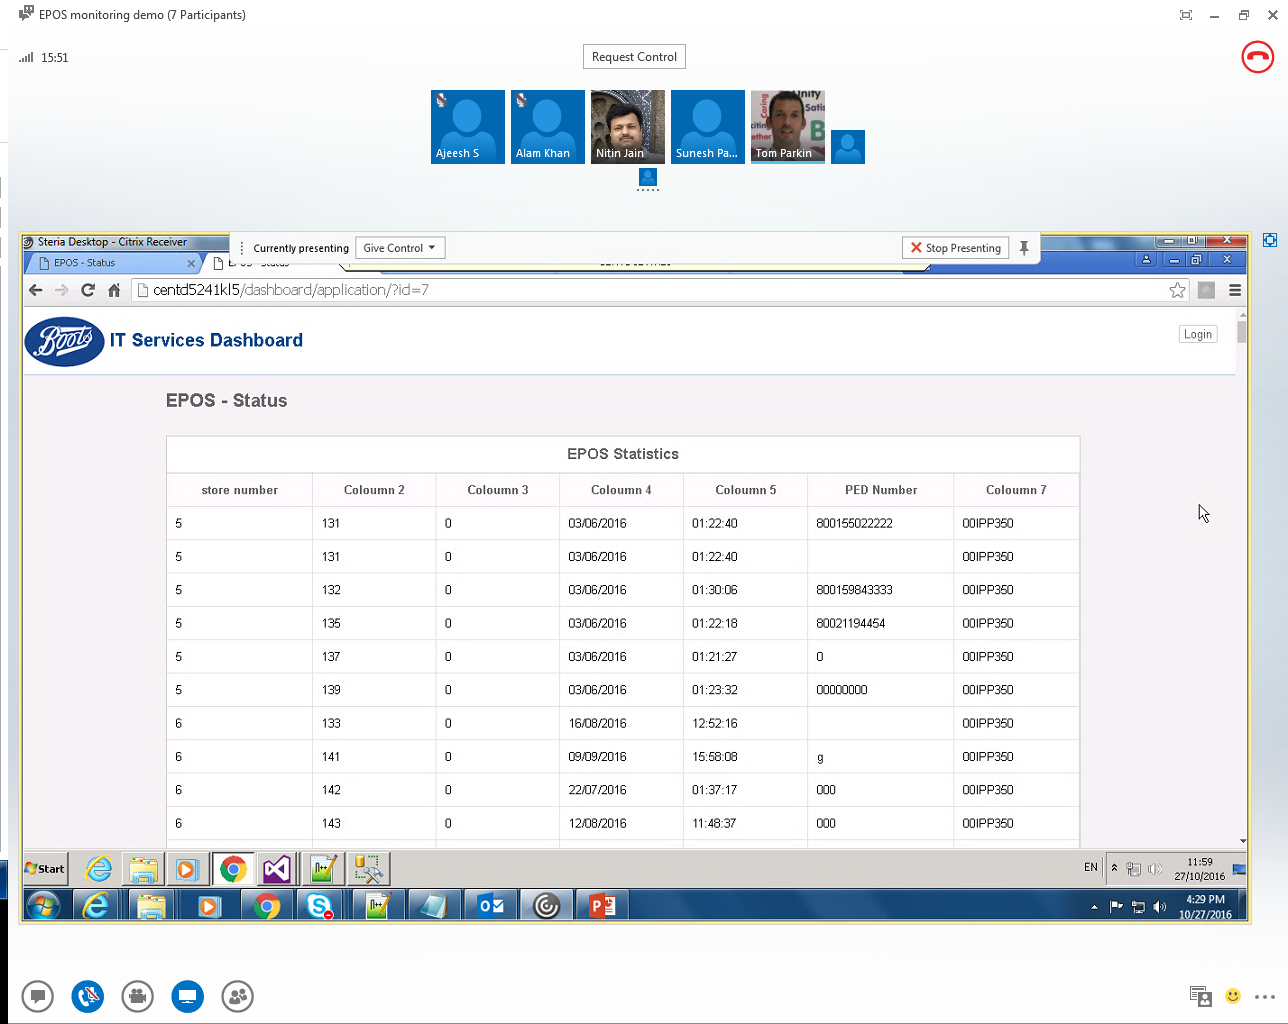 EPOS monitoring demo (7 Participants)
15:51
Request Control
Ajeesh S
Alam Khan
Nitin Jain
Sunesh Pa...
Tom Parkin
Steria Desktop - Citrix Receiver
Currently presenting
Give Control
Stop Presenting
EPOS - Status
centd5241kl5/dashboard/application/?id=7
Boots
IT Services Dashboard
Login
EPOS - Status
EPOS Statistics
store number Coloumn 2 Coloumn 3 Coloumn 4 Coloumn 5 PED Number Coloumn 7
5 131 0 03/06/2016 01:22:40 800155022222 00IPP350
5 131 0 03/06/2016 01:22:40 00IPP350
5 132 0 03/06/2016 01:30:06 800159843333 00IPP350
5 135 0 03/06/2016 01:22:18 80021194454 00IPP350
5 137 0 03/06/2016 01:21:27 0 00IPP350
5 139 0 03/06/2016 01:23:32 00000000 00IPP350
6 133 0 16/08/2016 12:52:16 00IPP350
6 141 0 09/09/2016 15:58:08 g 00IPP350
6 142 0 22/07/2016 01:37:17 000 00IPP350
6 143 0 12/08/2016 11:48:37 000 00IPP350
Start
EN
11:59
27/10/2016
4:29 PM
10/27/2016